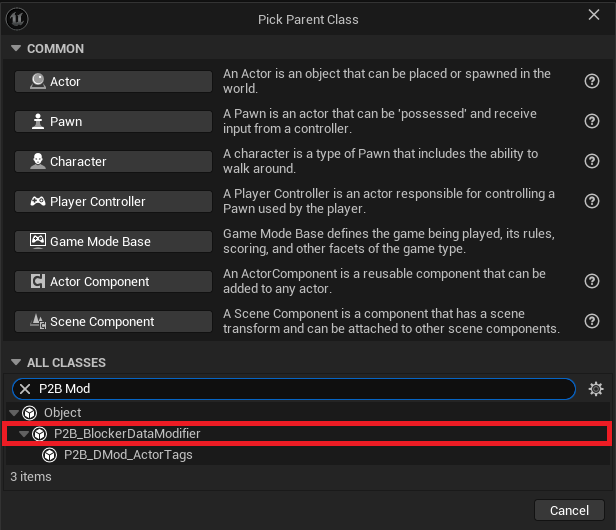 Pick Parent Class
COMMON
Actor
An Actor is an object that can be placed or spawned in the
world.
Pawn
A Pawn is an actor that can be 'possessed' and receive
input from a controller.
Character
A character is a type of Pawn that includes the ability to
walk around.
Player Controller
A Player Controller is an actor responsible for controlling a
Pawn used by the player.
Game Mode Base
Game Mode Base defines the game being played, its rules,
scoring, and other facets of the game type.
Actor Component
An ActorComponent is a reusable component that can be
added to any actor.
Scene Component
A Scene Component is a component that has a scene
transform and can be attached to other scene components.
ALL CLASSES
P2B Mod
Object
P2B_BlockerDataModifier
P2B_DMod_ActorTags
3 items
Cancel